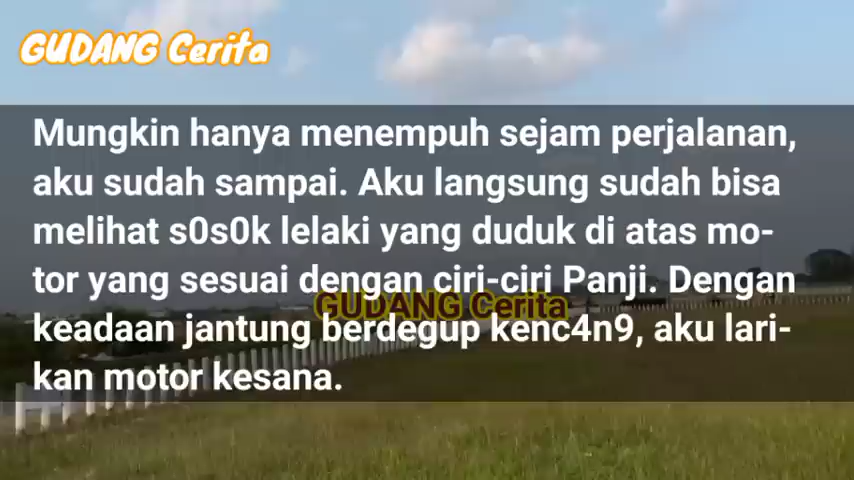 GUDANG Cerita
Mungkin hanya menempuh sejam perjalanan,
aku sudah sampai. Aku langsung sudah bisa
melihat s0s0k lelaki yang duduk di atas mo-
tor yang sesuai dengan ciri-ciri Panji. Dengan
GUDANG Cerita
keadaan jantung berdegup kenc4n9, aku lari-
kan motor kesana.